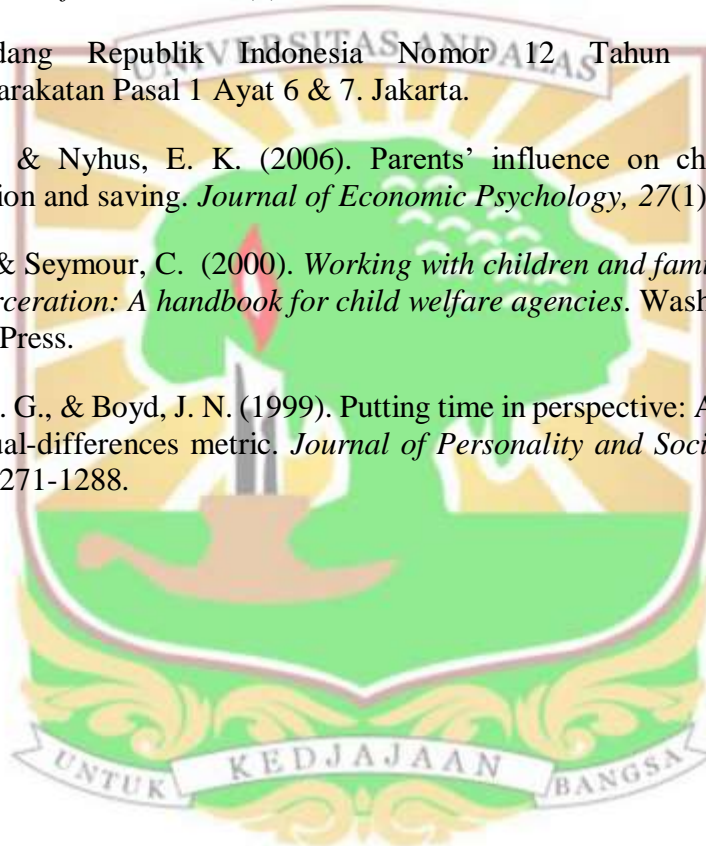 UNIVERSITAS ANDALAS
dang Republik Indonesia Nomor 12 Tahun
arakatan Pasal 1 Ayat 6 & 7. Jakarta.
& Nyhus, E. K. (2006). Parents’ influence on ch
ion and saving. Journal of Economic Psychology, 27(1)
& Seymour, C. (2000). Working with children and fami
rceration: A handbook for child welfare agencies. Wash
Press.
. G., & Boyd, J. N. (1999). Putting time in perspective: A
ual-differences metric. Journal of Personality and Soci
271-1288.
UNTUK KEDJAJAAN BANGSA